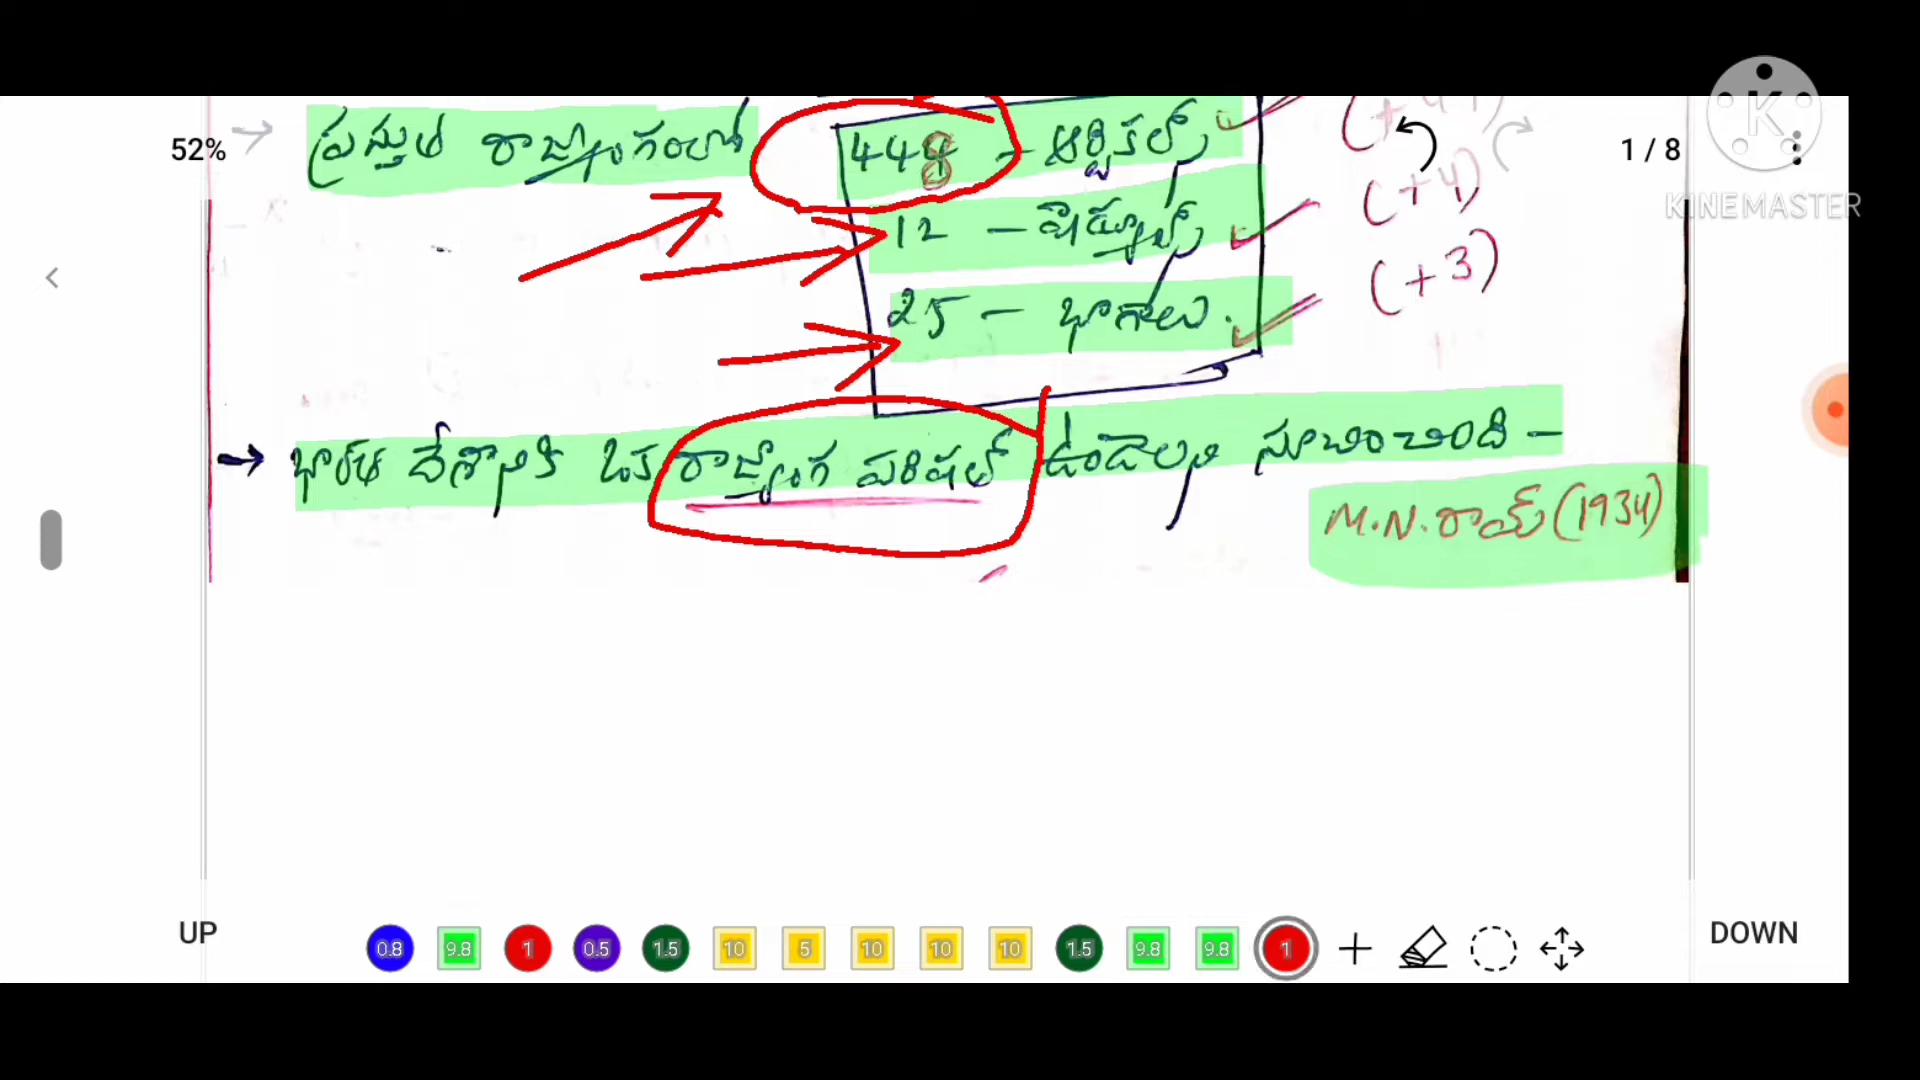 52%
1 / 8
KINEMASTER
ప్రస్తుత రాజ్యాంగంలో
448 - ఆర్టికల్స్
(+4)
12 - షెడ్యూల్స్
(+3)
25 - భాగాలు.
→ భారత దేశానికి ఒక రాజ్యాంగ పరిషత్ ఉండాలని సూచించింది -
M.N. రాయ్ (1934)
UP
DOWN
0.8 9.8 1 0.5 1.5 10 5 10 10 10 1.5 9.8 9.8 1